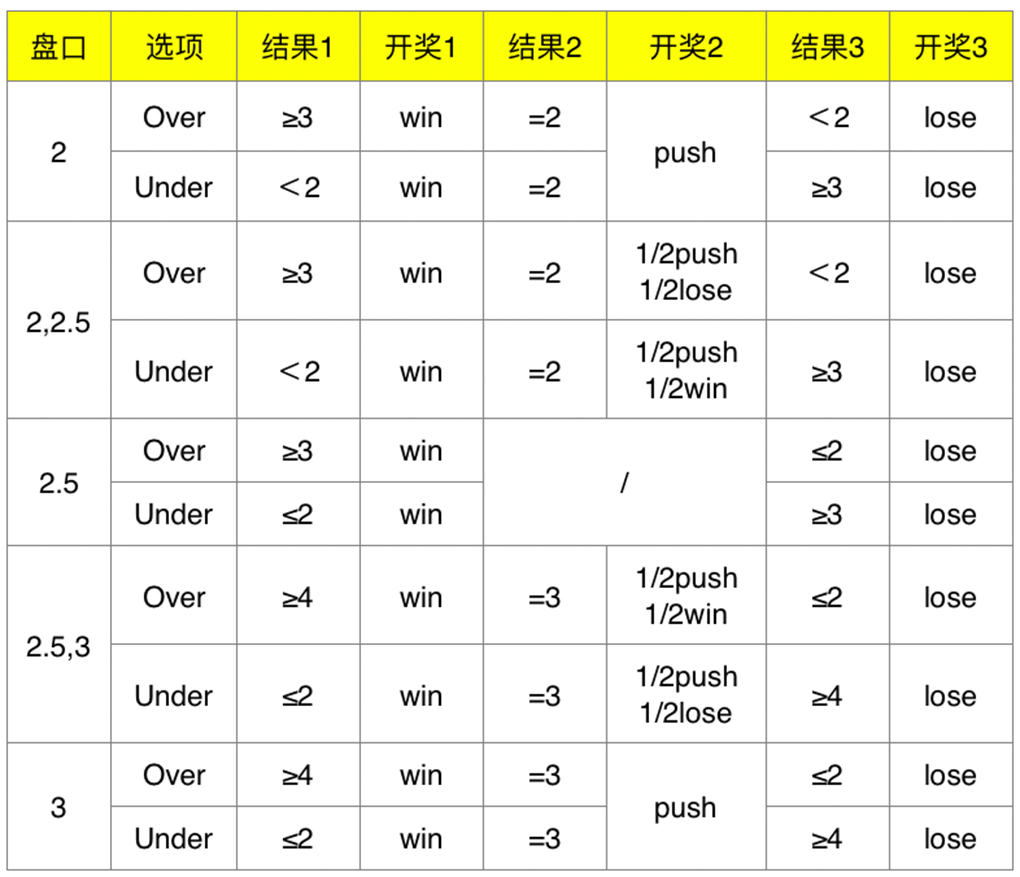 盘口 选项 结果1 开奖1 结果2 开奖2 结果3 开奖3
2 Over ≥3 win =2 push ＜2 lose
Under ＜2 win =2 ≥3 lose
2,2.5 Over ≥3 win =2 1/2push ＜2 lose
1/2lose
Under ＜2 win =2 1/2push ≥3 lose
1/2win
2.5 Over ≥3 win / ≤2 lose
Under ≤2 win ≥3 lose
2.5,3 Over ≥4 win =3 1/2push ≤2 lose
1/2win
Under ≤2 win =3 1/2push ≥4 lose
1/2lose
3 Over ≥4 win =3 push ≤2 lose
Under ≤2 win =3 ≥4 lose